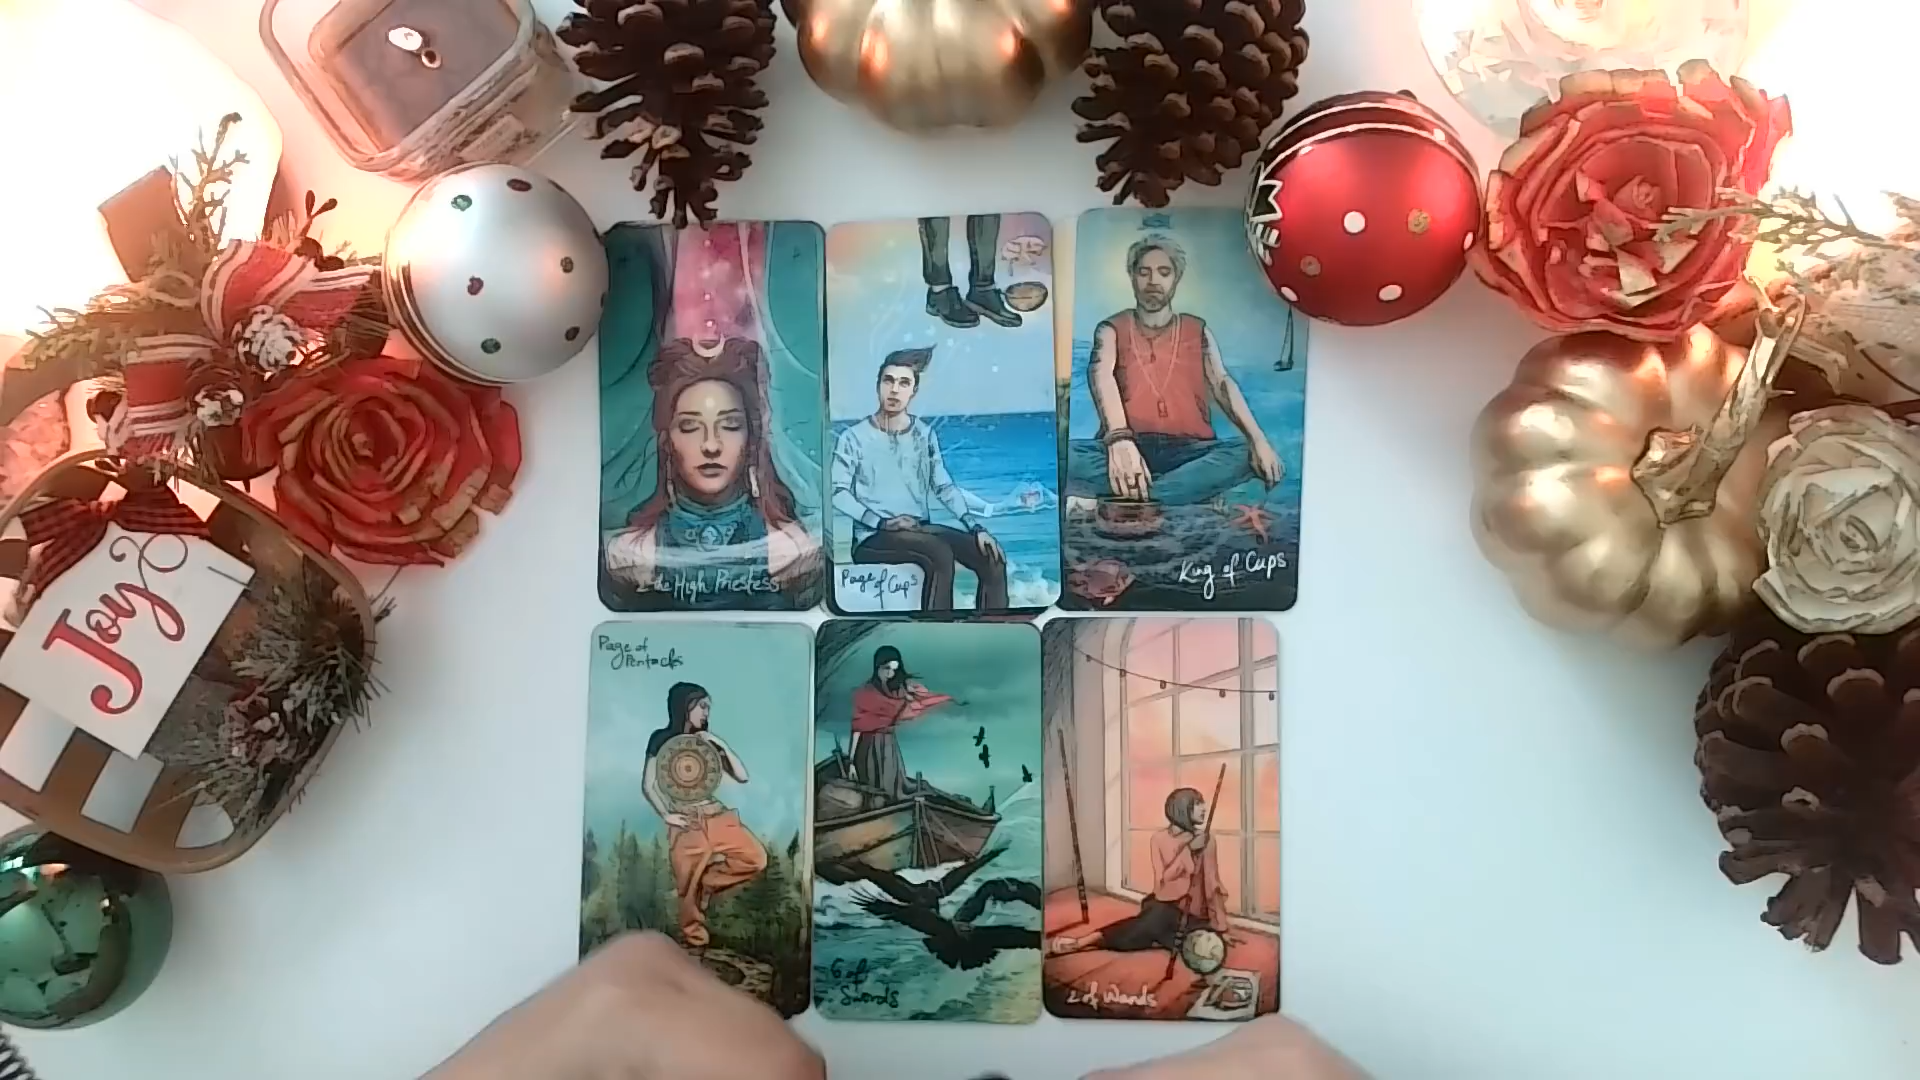 2 the High Priestess
Page of Cups
King of Cups
Page of
Pentacles
6 of
Swords
2 of Wands
Joy